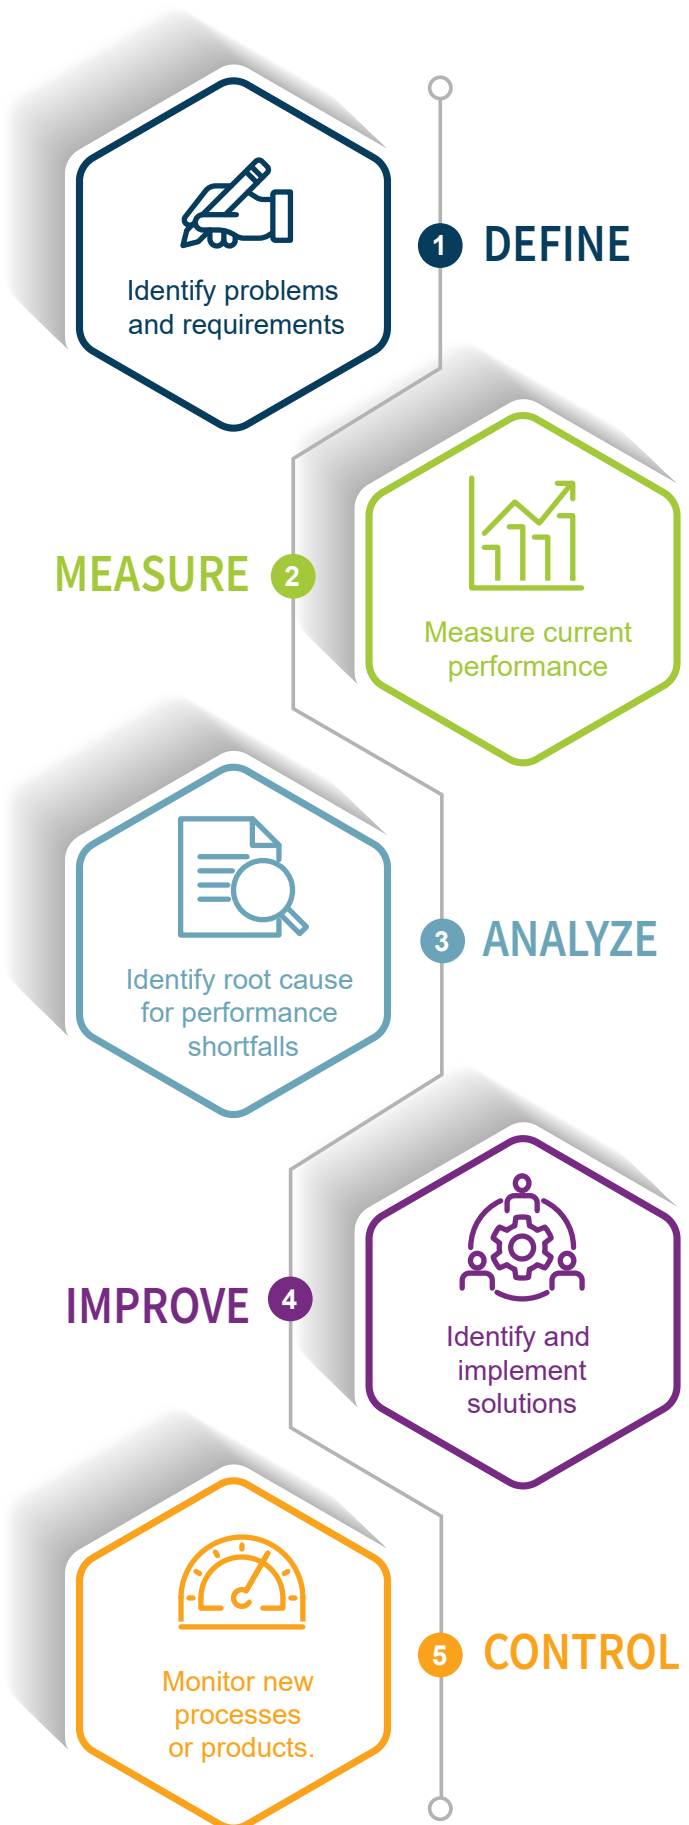 Identify problems
and requirements
1 DEFINE
MEASURE 2
Measure current
performance
Identify root cause
for performance
shortfalls
3 ANALYZE
IMPROVE 4
Identify and
implement
solutions
Monitor new
processes
or products.
5 CONTROL